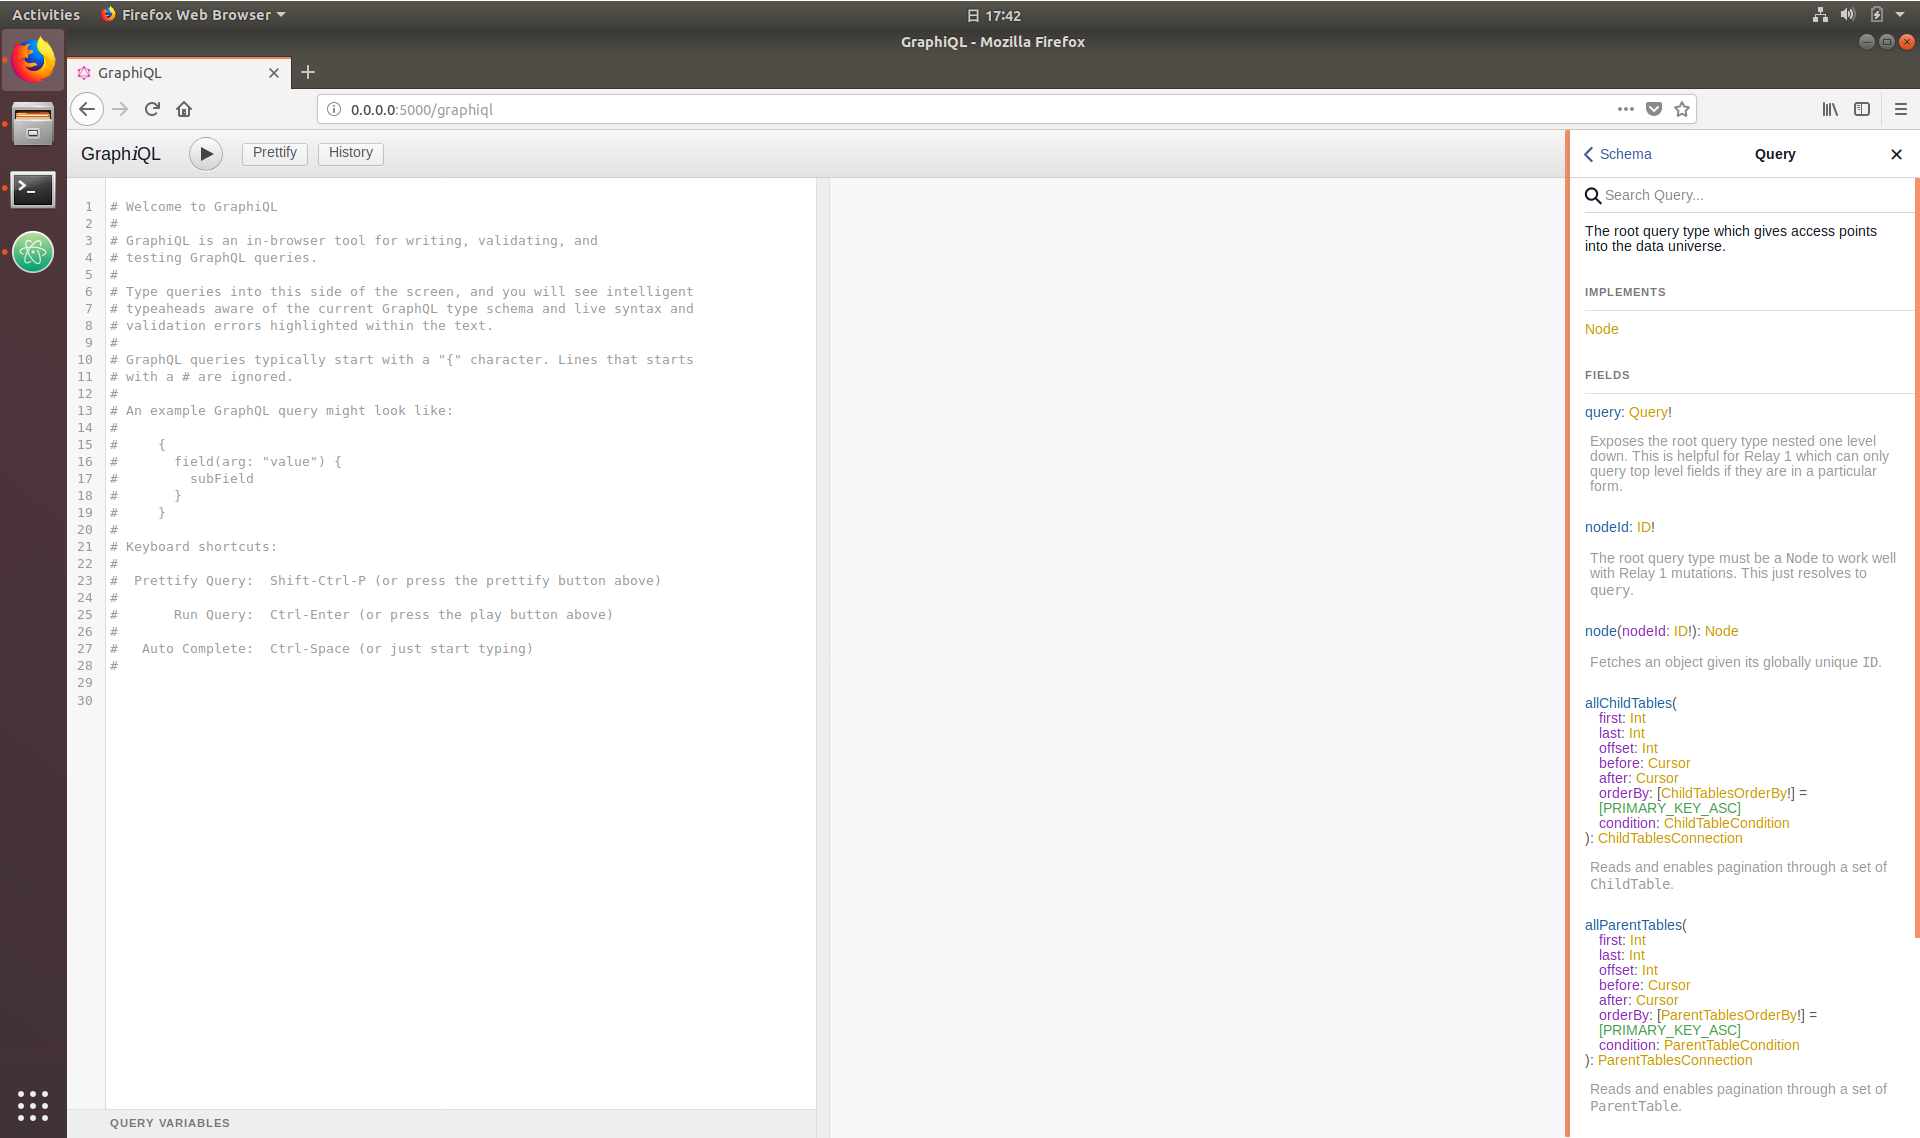 Activities
Firefox Web Browser
日 17:42
GraphiQL - Mozilla Firefox
GraphiQL
0.0.0.0:5000/graphiql
GraphiQL
Prettify
History
1 # Welcome to GraphiQL
2 #
3 # GraphiQL is an in-browser tool for writing, validating, and
4 # testing GraphQL queries.
5 #
6 # Type queries into this side of the screen, and you will see intelligent
7 # typeaheads aware of the current GraphQL type schema and live syntax and
8 # validation errors highlighted within the text.
9 #
10 # GraphQL queries typically start with a "{" character. Lines that starts
11 # with a # are ignored.
12 #
13 # An example GraphQL query might look like:
14 #
15 #     {
16 #       field(arg: "value") {
17 #         subField
18 #       }
19 #     }
20 #
21 # Keyboard shortcuts:
22 #
23 #  Prettify Query:  Shift-Ctrl-P (or press the prettify button above)
24 #
25 #       Run Query:  Ctrl-Enter (or press the play button above)
26 #
27 #   Auto Complete:  Ctrl-Space (or just start typing)
28 #
29
30
QUERY VARIABLES
Schema
Query
Search Query...
The root query type which gives access points
into the data universe.
IMPLEMENTS
Node
FIELDS
query: Query!
Exposes the root query type nested one level
down. This is helpful for Relay 1 which can only
query top level fields if they are in a particular
form.
nodeId: ID!
The root query type must be a Node to work well
with Relay 1 mutations. This just resolves to
query.
node(nodeId: ID!): Node
Fetches an object given its globally unique ID.
allChildTables(
first: Int
last: Int
offset: Int
before: Cursor
after: Cursor
orderBy: [ChildTablesOrderBy!] =
[PRIMARY_KEY_ASC]
condition: ChildTableCondition
): ChildTablesConnection
Reads and enables pagination through a set of
ChildTable.
allParentTables(
first: Int
last: Int
offset: Int
before: Cursor
after: Cursor
orderBy: [ParentTablesOrderBy!] =
[PRIMARY_KEY_ASC]
condition: ParentTableCondition
): ParentTablesConnection
Reads and enables pagination through a set of
ParentTable.